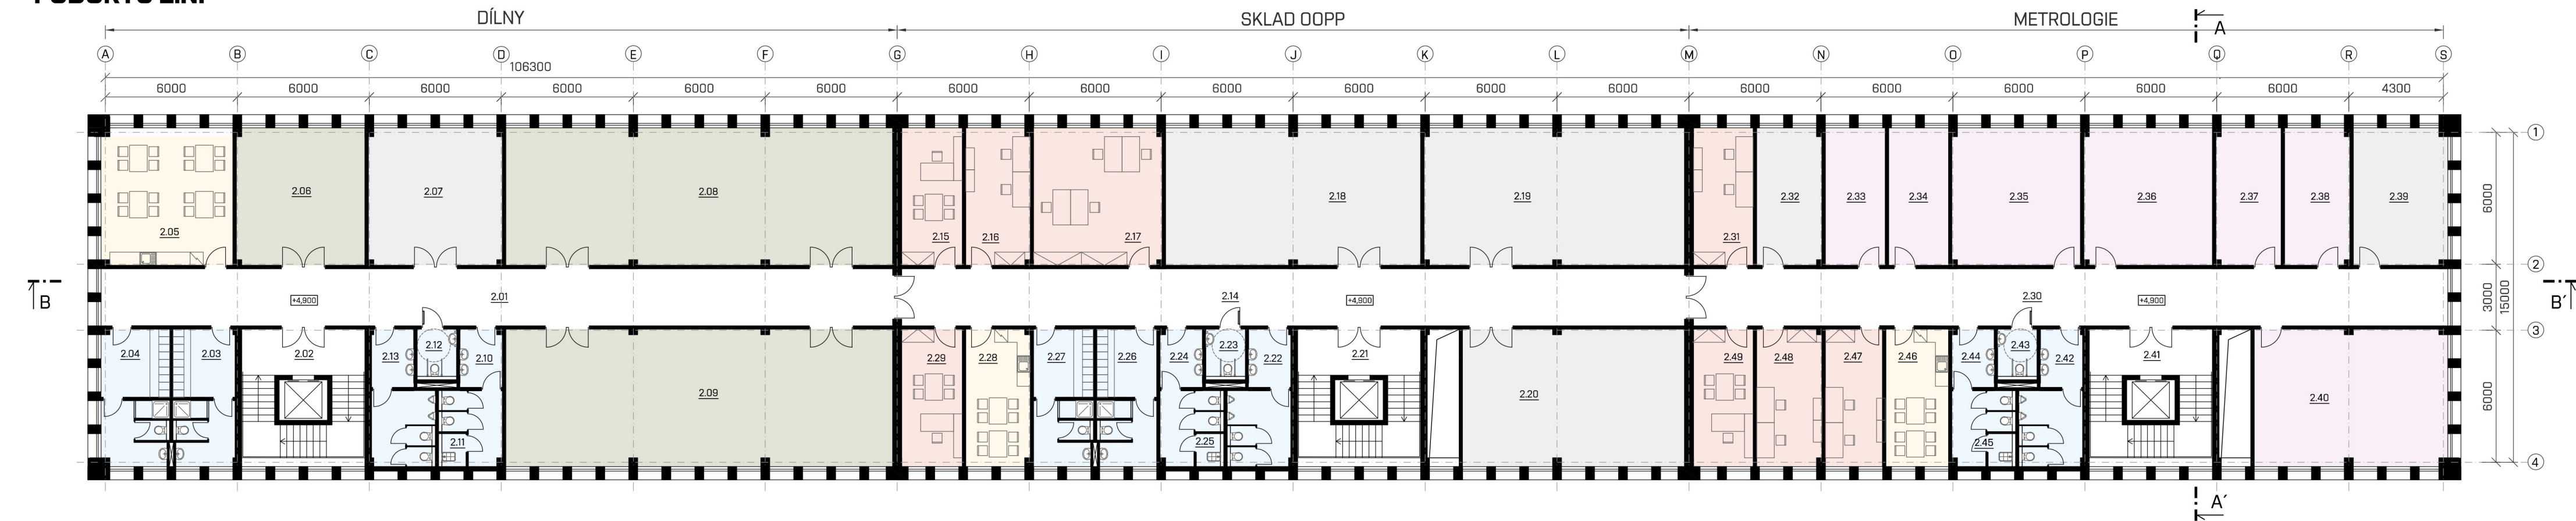 DÍLNY SKLAD OOPP METROLOGIE
A
A B C D E F G H I J K L M N O P Q R S
106300
6000 6000 6000 6000 6000 6000 6000 6000 6000 6000 6000 6000 6000 6000 6000 6000 6000 4300
1
2.06 2.07 2.08 2.18 2.19 2.32 2.33 2.34 2.35 2.36 2.37 2.38 2.39 6000
2.05 2.15 2.16 2.17 2.31
2
B 2.01 +4,900 2.14 +4,900 2.30 +4,900 3000 15000 B´
3
2.04 2.03 2.02 2.13 2.12 2.10 2.29 2.28 2.27 2.26 2.24 2.23 2.22 2.21 2.49 2.48 2.47 2.46 2.44 2.43 2.42 2.41
2.09 2.20 2.40 6000
2.11 2.25 2.45
4
A´